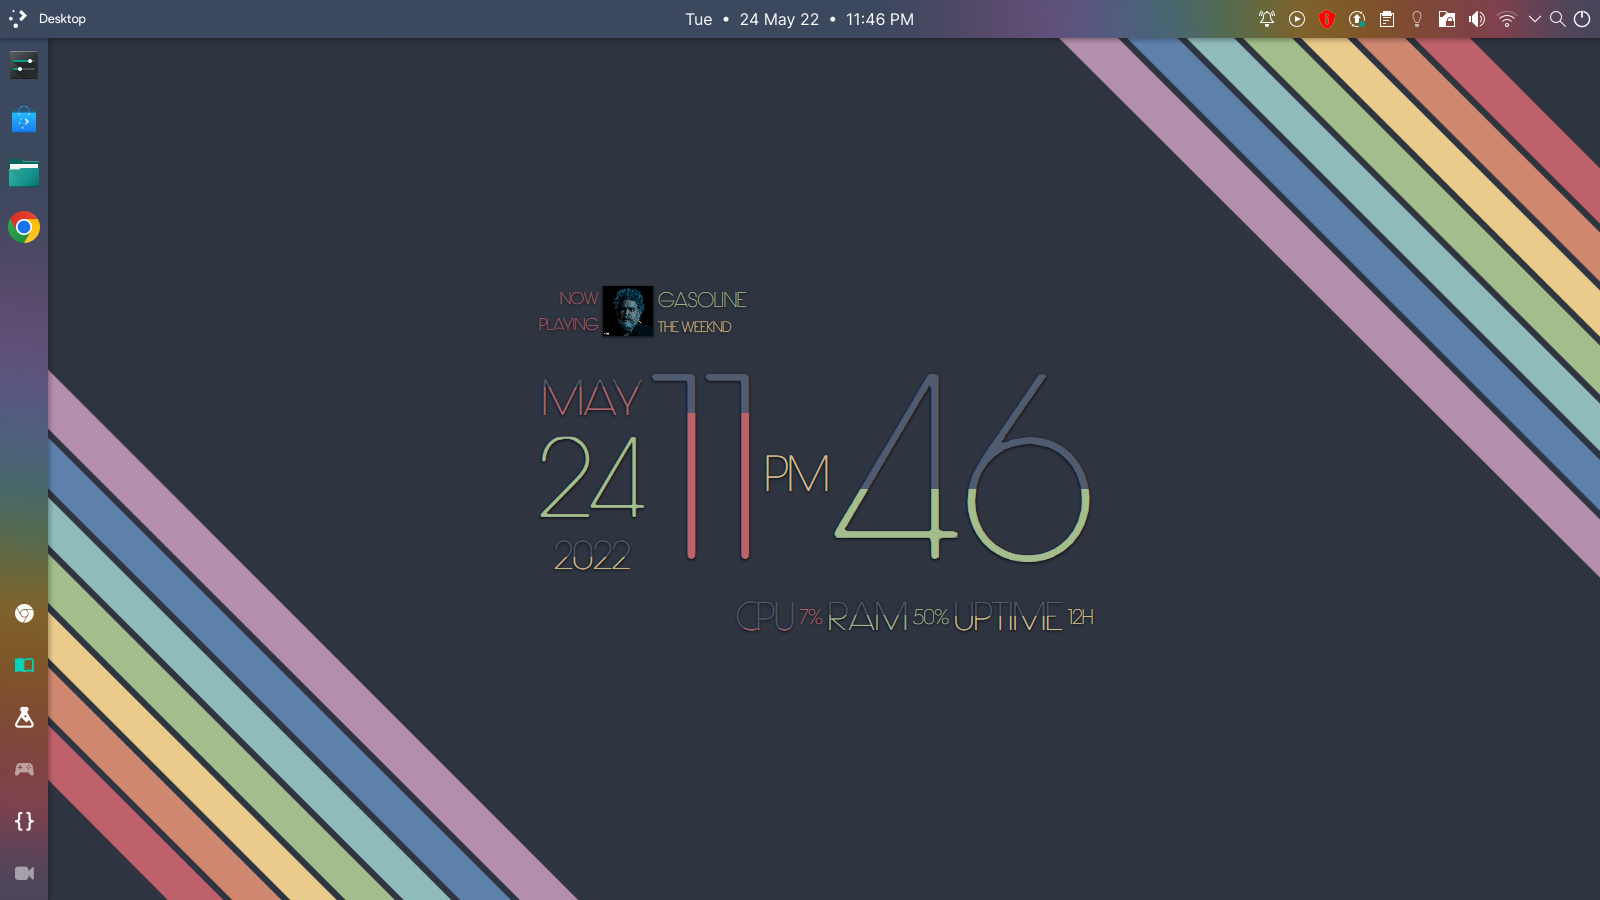 Desktop
Tue • 24 May 22 • 11:46 PM
NOW
PLAYING
GASOLINE
THE WEEKND
MAY
24
2022
11
PM
46
CPU 7% RAM 50% UPTIME 12H